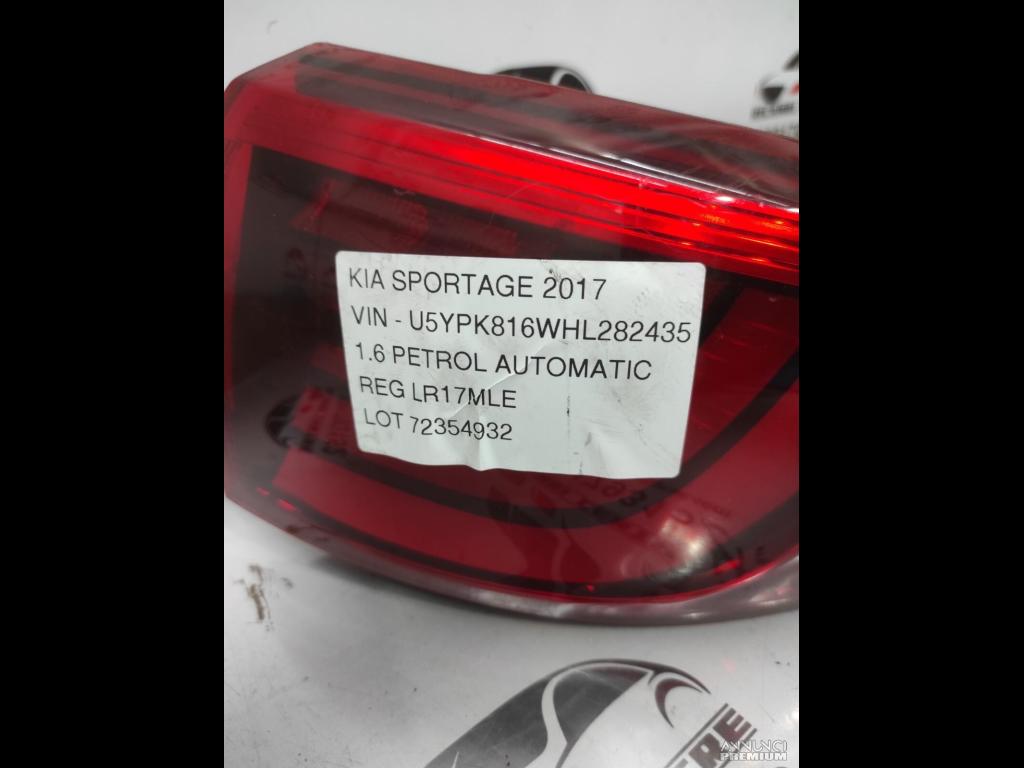 KIA SPORTAGE 2017
VIN - U5YPK816WHL282435
1.6 PETROL AUTOMATIC
REG LR17MLE
LOT 72354932
ANNUNCI
PREMIUM